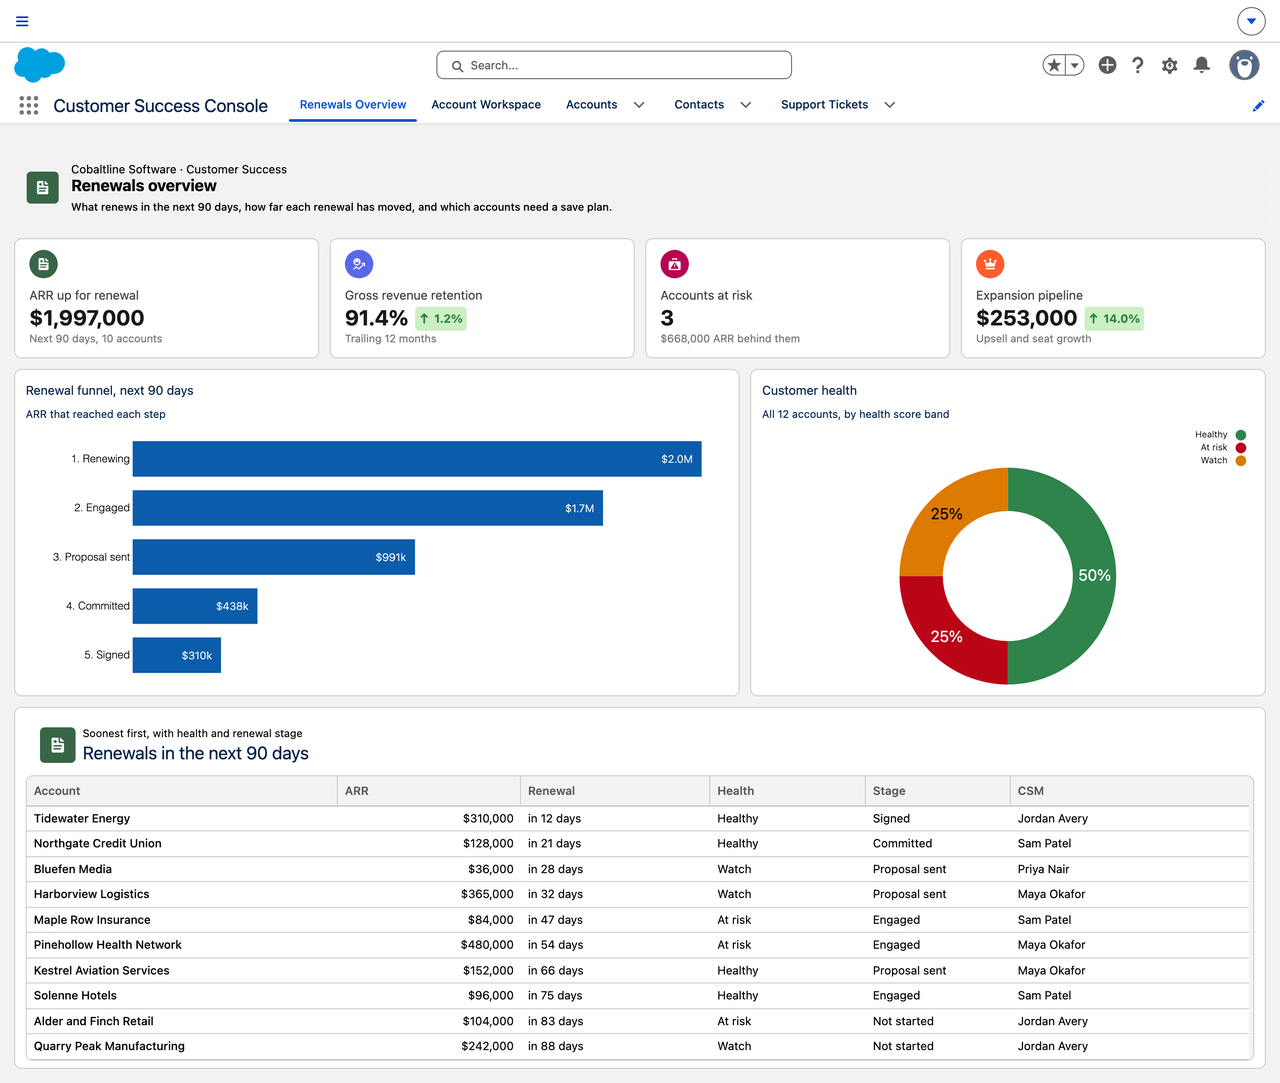 Search...
Customer Success Console
Renewals Overview
Account Workspace
Accounts
Contacts
Support Tickets
Cobaltline Software · Customer Success
Renewals overview
What renews in the next 90 days, how far each renewal has moved, and which accounts need a save plan.
ARR up for renewal
$1,997,000
Next 90 days, 10 accounts
Gross revenue retention
91.4% ↑ 1.2%
Trailing 12 months
Accounts at risk
3
$668,000 ARR behind them
Expansion pipeline
$253,000 ↑ 14.0%
Upsell and seat growth
Renewal funnel, next 90 days
ARR that reached each step
1. Renewing $2.0M
2. Engaged $1.7M
3. Proposal sent $991k
4. Committed $438k
5. Signed $310k
Customer health
All 12 accounts, by health score band
Healthy
At risk
Watch
25%
50%
25%
Soonest first, with health and renewal stage
Renewals in the next 90 days
Account ARR Renewal Health Stage CSM
Tidewater Energy $310,000 in 12 days Healthy Signed Jordan Avery
Northgate Credit Union $128,000 in 21 days Healthy Committed Sam Patel
Bluefen Media $36,000 in 28 days Watch Proposal sent Priya Nair
Harborview Logistics $365,000 in 32 days Watch Proposal sent Maya Okafor
Maple Row Insurance $84,000 in 47 days At risk Engaged Sam Patel
Pinehollow Health Network $480,000 in 54 days At risk Engaged Maya Okafor
Kestrel Aviation Services $152,000 in 66 days Healthy Proposal sent Maya Okafor
Solenne Hotels $96,000 in 75 days Healthy Engaged Sam Patel
Alder and Finch Retail $104,000 in 83 days At risk Not started Jordan Avery
Quarry Peak Manufacturing $242,000 in 88 days Watch Not started Jordan Avery